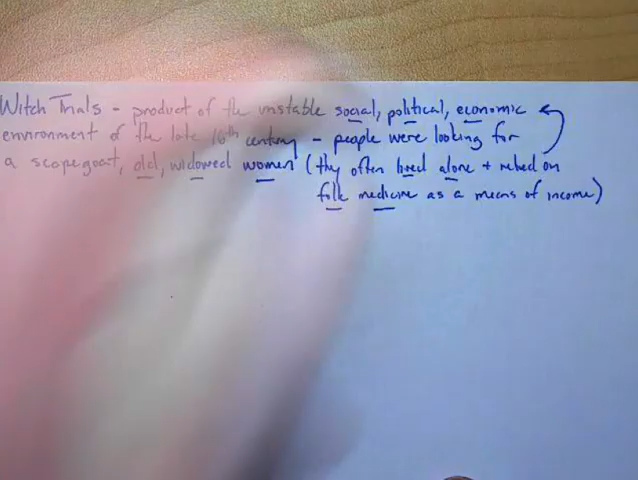 Witch Trials - product of the unstable social, political, economic
environment of the late 16th century - people were looking for
a scapegoat, old, widowed women (they often lived alone + relied on
folk medicine as a means of income)